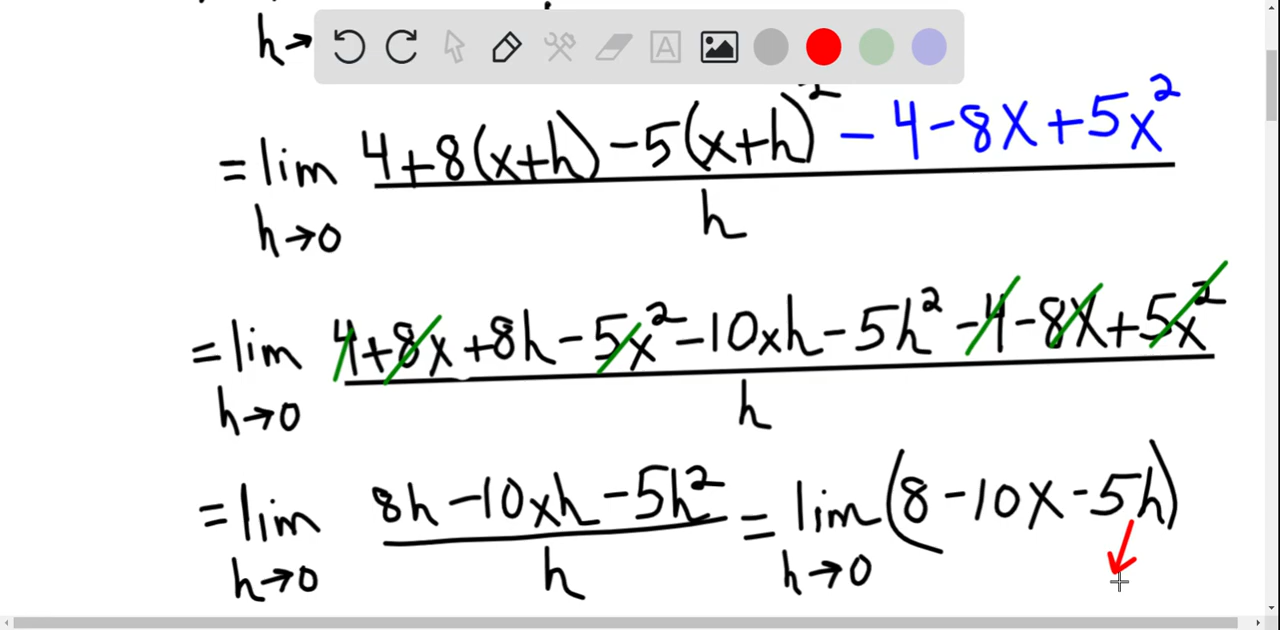 h→
= lim 4+8(x+h) -5(x+h)² - 4 - 8x + 5x²
h→0 h
= lim 4+8x +8h - 5x² - 10xh - 5h² - 4 - 8x + 5x²
h→0 h
= lim 8h - 10xh - 5h² = lim (8 - 10x - 5h)
h→0 h h→0